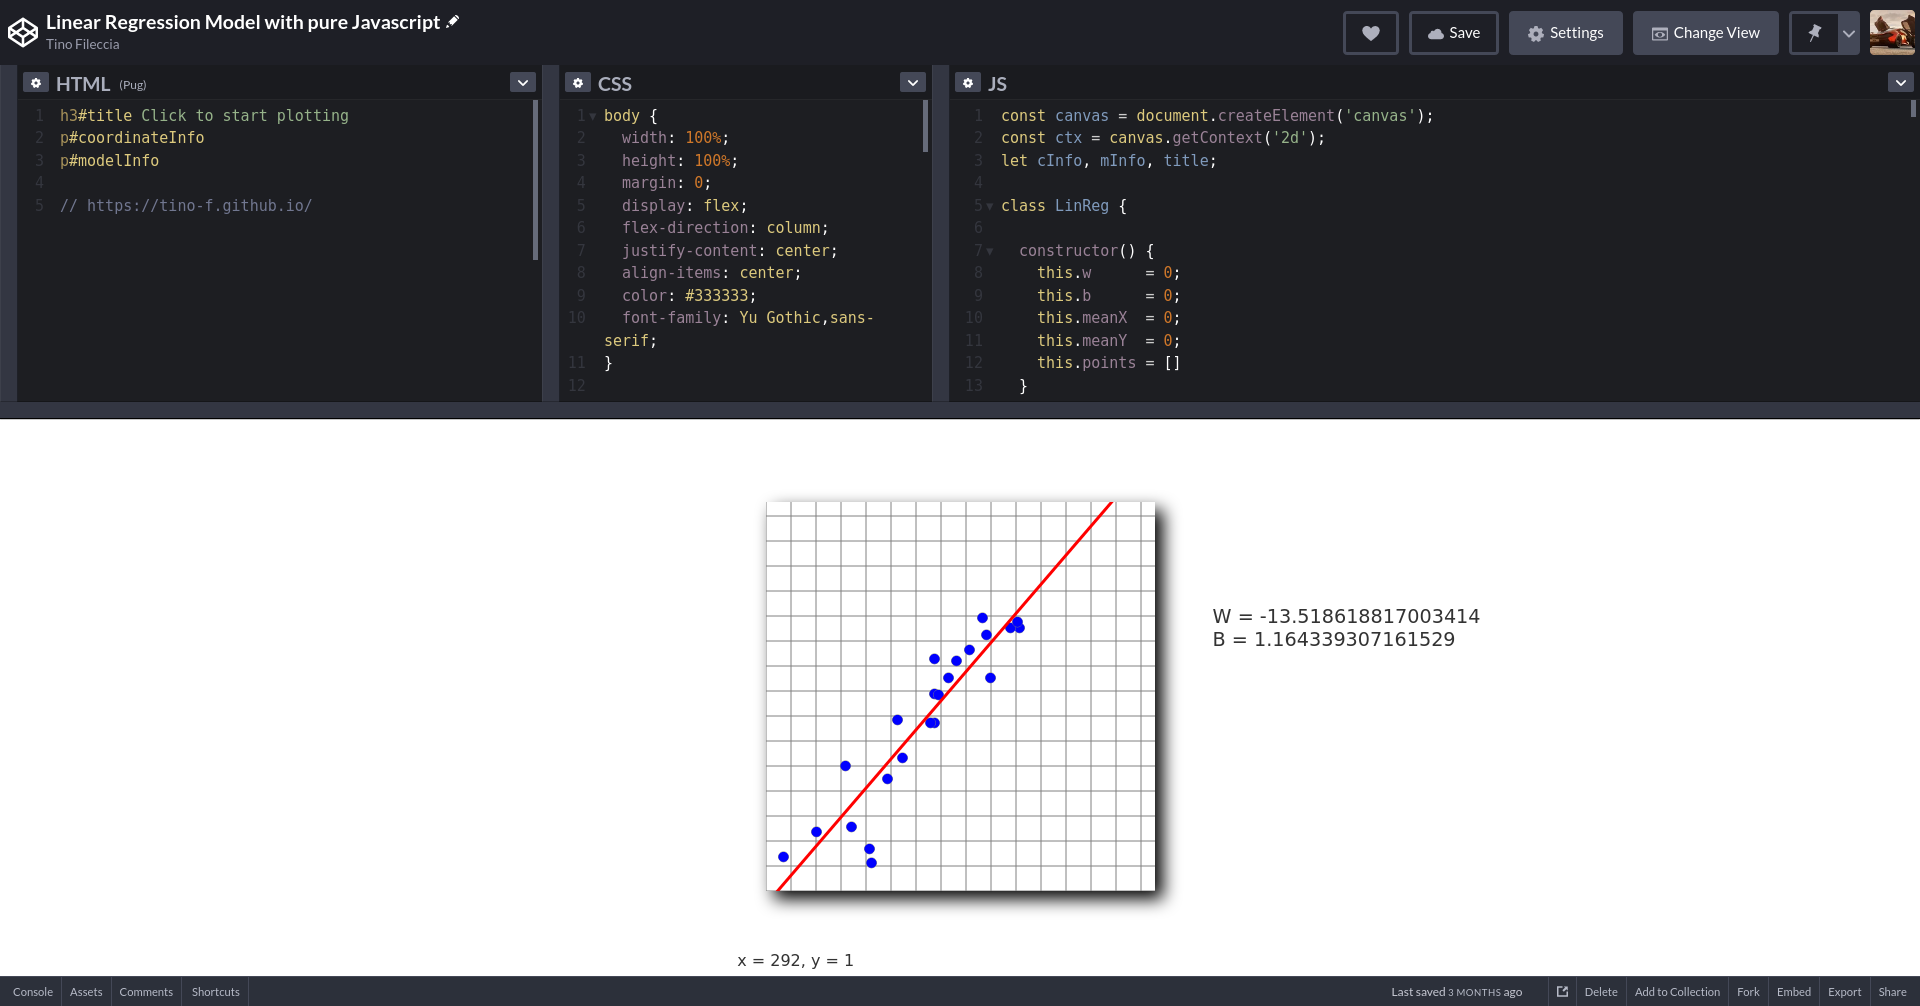 Linear Regression Model with pure Javascript
Tino Fileccia
Save
Settings
Change View
HTML (Pug)
1 h3#title Click to start plotting
2 p#coordinateInfo
3 p#modelInfo
4
5 // https://tino-f.github.io/
CSS
1 body {
2 width: 100%;
3 height: 100%;
4 margin: 0;
5 display: flex;
6 flex-direction: column;
7 justify-content: center;
8 align-items: center;
9 color: #333333;
10 font-family: Yu Gothic,sans-
serif;
11 }
12
JS
1 const canvas = document.createElement('canvas');
2 const ctx = canvas.getContext('2d');
3 let cInfo, mInfo, title;
4
5 class LinReg {
6
7 constructor() {
8 this.w = 0;
9 this.b = 0;
10 this.meanX = 0;
11 this.meanY = 0;
12 this.points = []
13 }
W = -13.518618817003414
B = 1.164339307161529
x = 292, y = 1
Console
Assets
Comments
Shortcuts
Last saved 3 MONTHS ago
Delete
Add to Collection
Fork
Embed
Export
Share